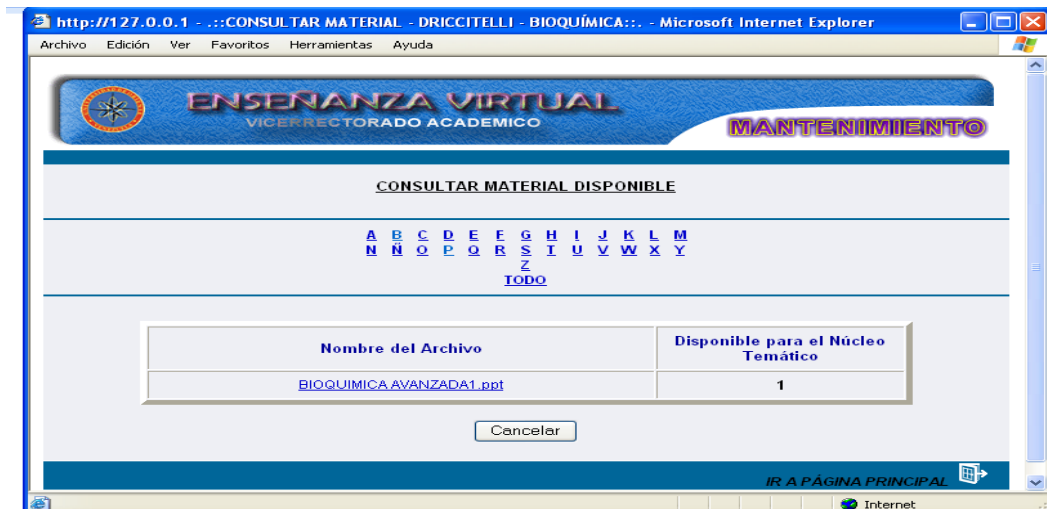 http://127.0.0.1 - .::CONSULTAR MATERIAL - DRICCITELLI - BIOQUÍMICA::. - Microsoft Internet Explorer
Archivo Edición Ver Favoritos Herramientas Ayuda
ENSEÑANZA VIRTUAL
VICERRECTORADO ACADEMICO
MANTENIMIENTO
CONSULTAR MATERIAL DISPONIBLE
A B C D E F G H I J K L M
N Ñ O P Q R S T U V W X Y
Z
TODO
Nombre del Archivo
Disponible para el Núcleo
Temático
BIOQUIMICA AVANZADA1.ppt
1
Cancelar
IR A PÁGINA PRINCIPAL
Internet